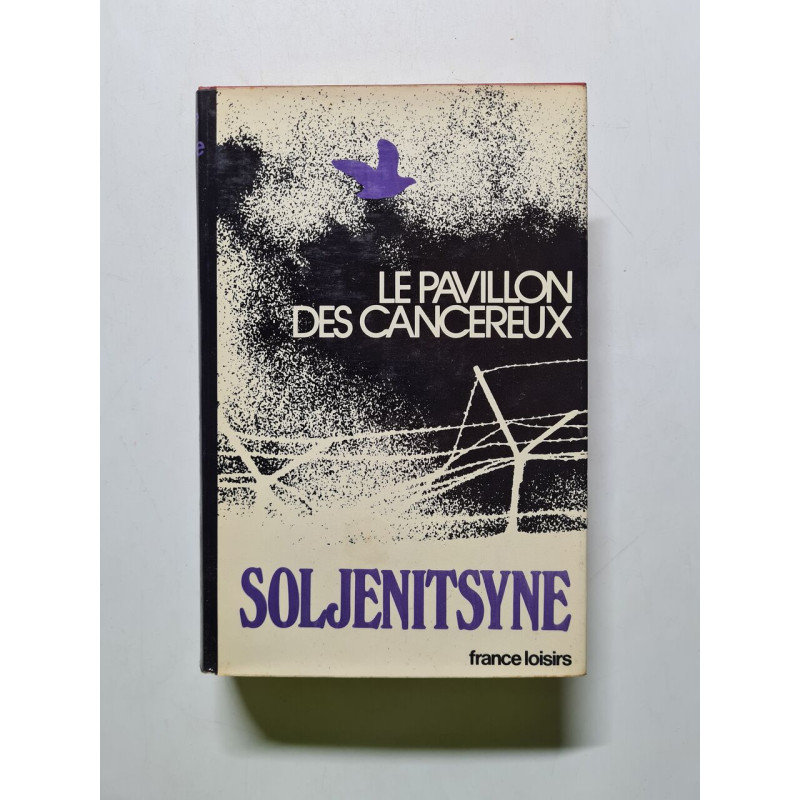 LE PAVILLON
DES CANCEREUX
SOLJENITSYNE
france loisirs